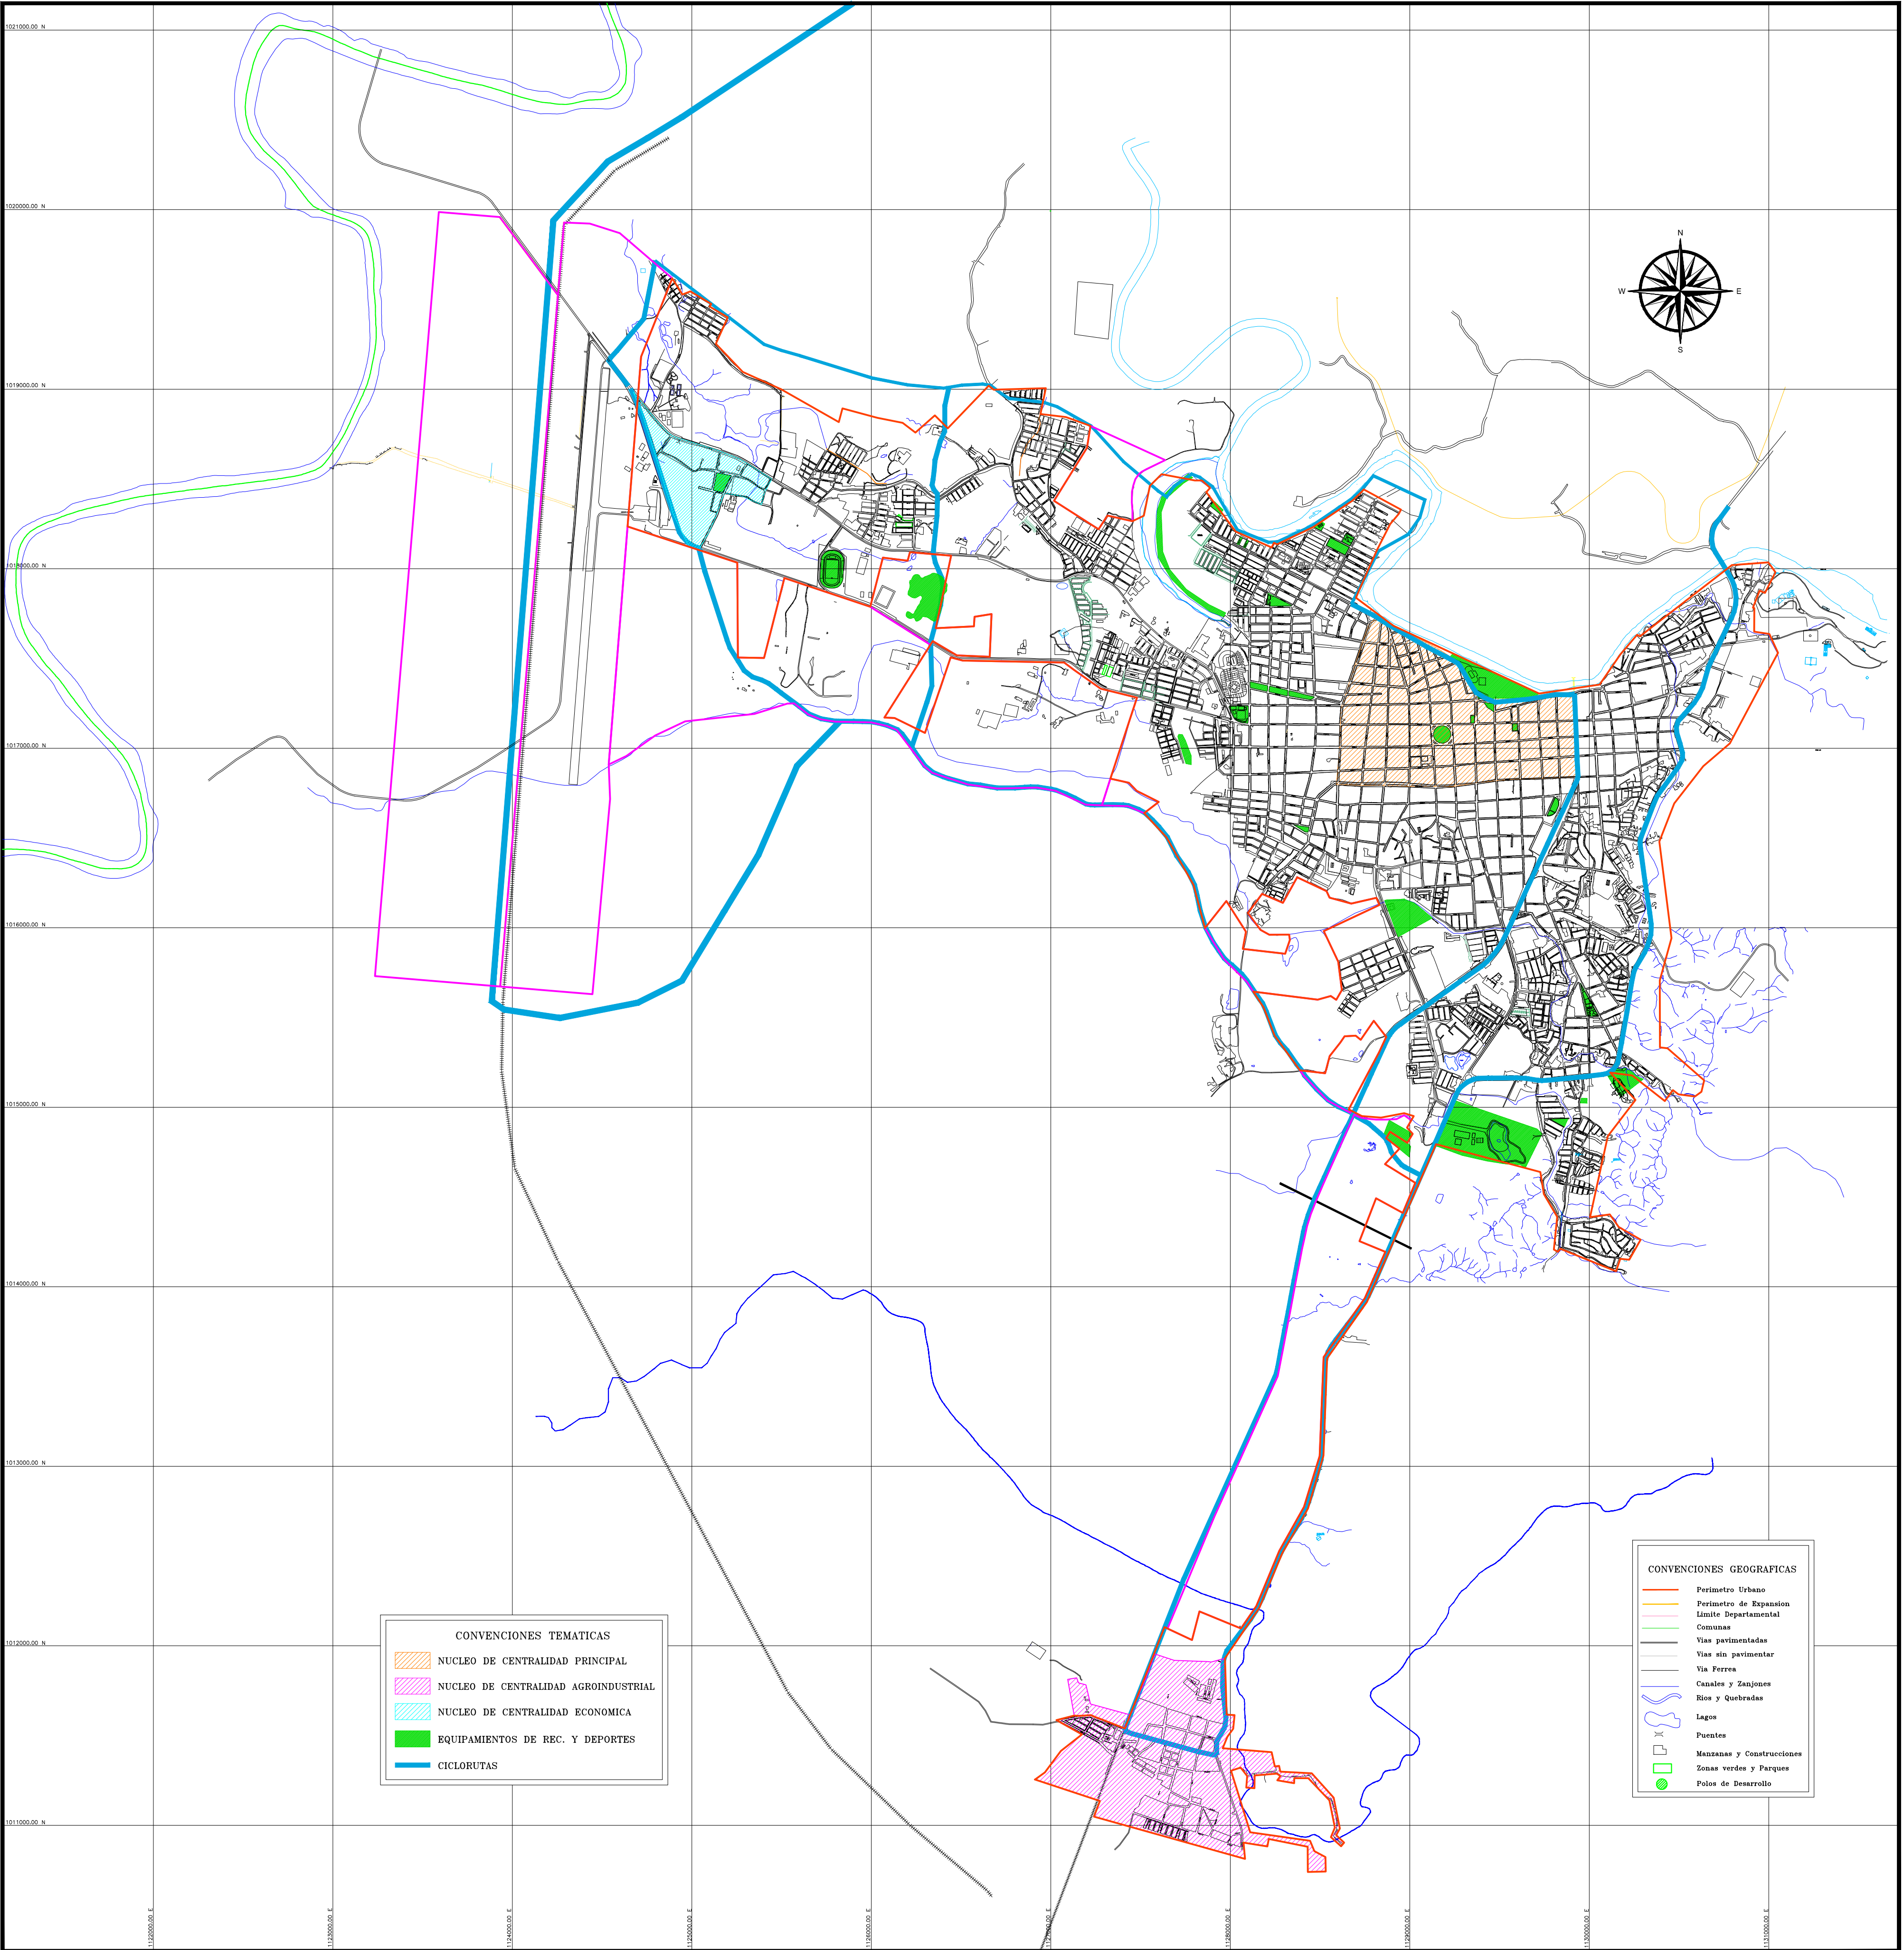 1021000.00 N
1020000.00 N
N
W E
S
1019000.00 N
1018000.00 N
1017000.00 N
1016000.00 N
1015000.00 N
1014000.00 N
1013000.00 N
1012000.00 N
1011000.00 N
CONVENCIONES TEMATICAS
NUCLEO DE CENTRALIDAD PRINCIPAL
NUCLEO DE CENTRALIDAD AGROINDUSTRIAL
NUCLEO DE CENTRALIDAD ECONOMICA
EQUIPAMIENTOS DE REC. Y DEPORTES
CICLORUTAS
CONVENCIONES GEOGRAFICAS
Perimetro Urbano
Perimetro de Expansion
Limite Departamental
Comunas
Vias pavimentadas
Vias sin pavimentar
Via Ferrea
Canales y Zanjones
Rios y Quebradas
Lagos
Puentes
Manzanas y Construcciones
Zonas verdes y Parques
Polos de Desarrollo
1122000.00 E
1123000.00 E
1124000.00 E
1125000.00 E
1126000.00 E
1127000.00 E
1128000.00 E
1129000.00 E
1130000.00 E
1131000.00 E